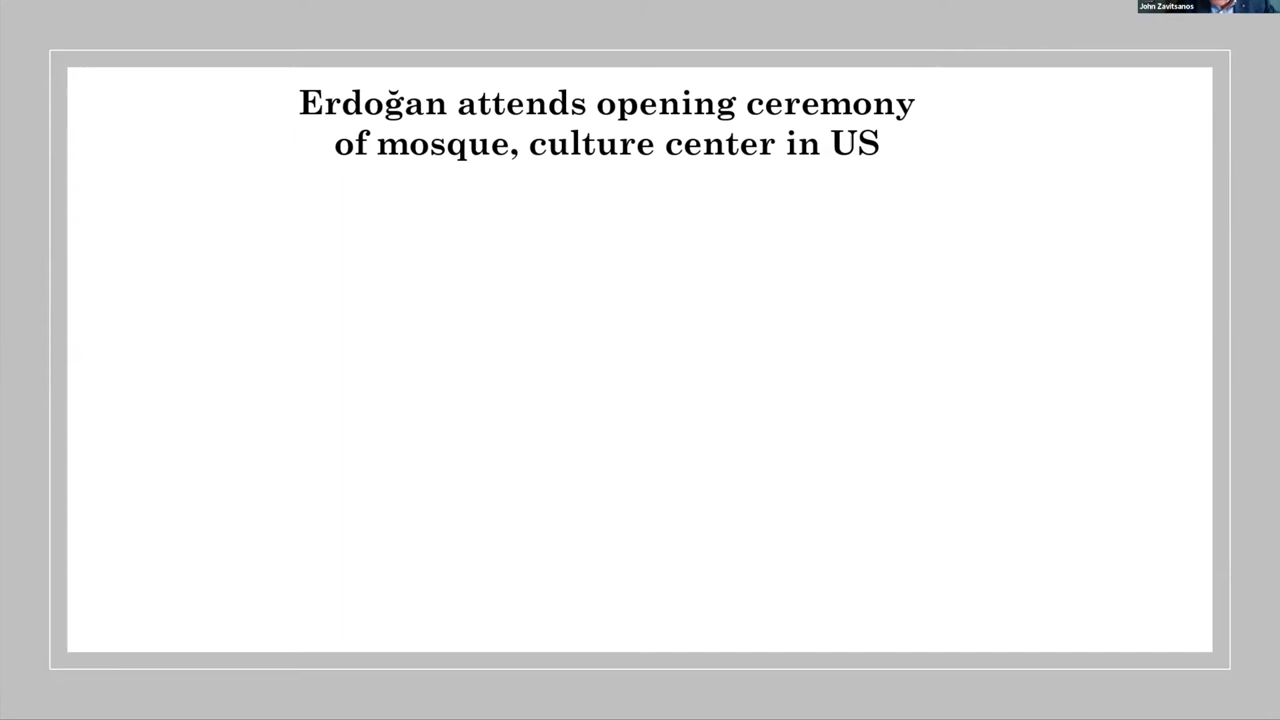 John Zavitsanos
Erdoğan attends opening ceremony
of mosque, culture center in US